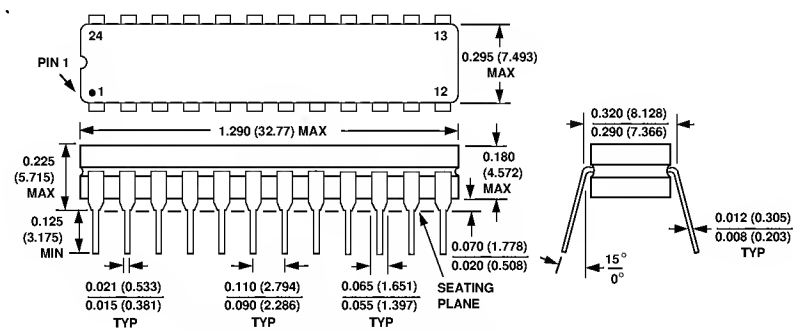 24
13
PIN 1
1
12
0.295 (7.493)
MAX
1.290 (32.77) MAX
0.225
(5.715)
MAX
0.180
(4.572)
MAX
0.125
(3.175)
MIN
0.070 (1.778)
0.020 (0.508)
SEATING
PLANE
0.021 (0.533)
0.015 (0.381)
TYP
0.110 (2.794)
0.090 (2.286)
TYP
0.065 (1.651)
0.055 (1.397)
TYP
0.320 (8.128)
0.290 (7.366)
0.012 (0.305)
0.008 (0.203)
TYP
15°
0°